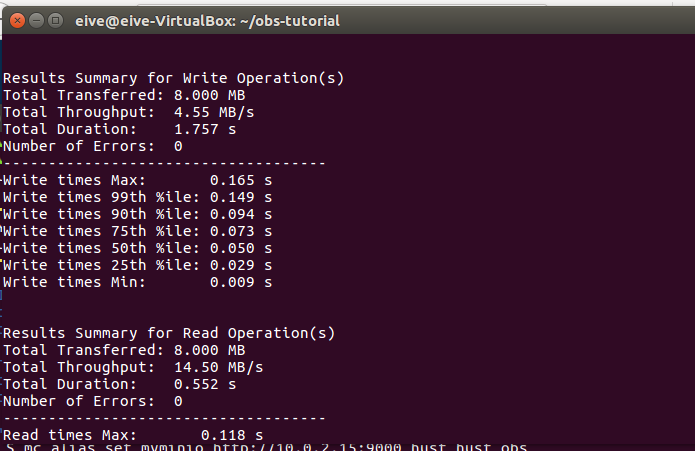 eive@eive-VirtualBox: ~/obs-tutorial
Results Summary for Write Operation(s)
Total Transferred: 8.000 MB
Total Throughput:  4.55 MB/s
Total Duration:    1.757 s
Number of Errors:  0
------------------------------------
Write times Max:       0.165 s
Write times 99th %ile: 0.149 s
Write times 90th %ile: 0.094 s
Write times 75th %ile: 0.073 s
Write times 50th %ile: 0.050 s
Write times 25th %ile: 0.029 s
Write times Min:       0.009 s
Results Summary for Read Operation(s)
Total Transferred: 8.000 MB
Total Throughput:  14.50 MB/s
Total Duration:    0.552 s
Number of Errors:  0
------------------------------------
Read times Max:       0.118 s
$ mc alias set myminio http://10.0.2.15:9000 hust hust_obs